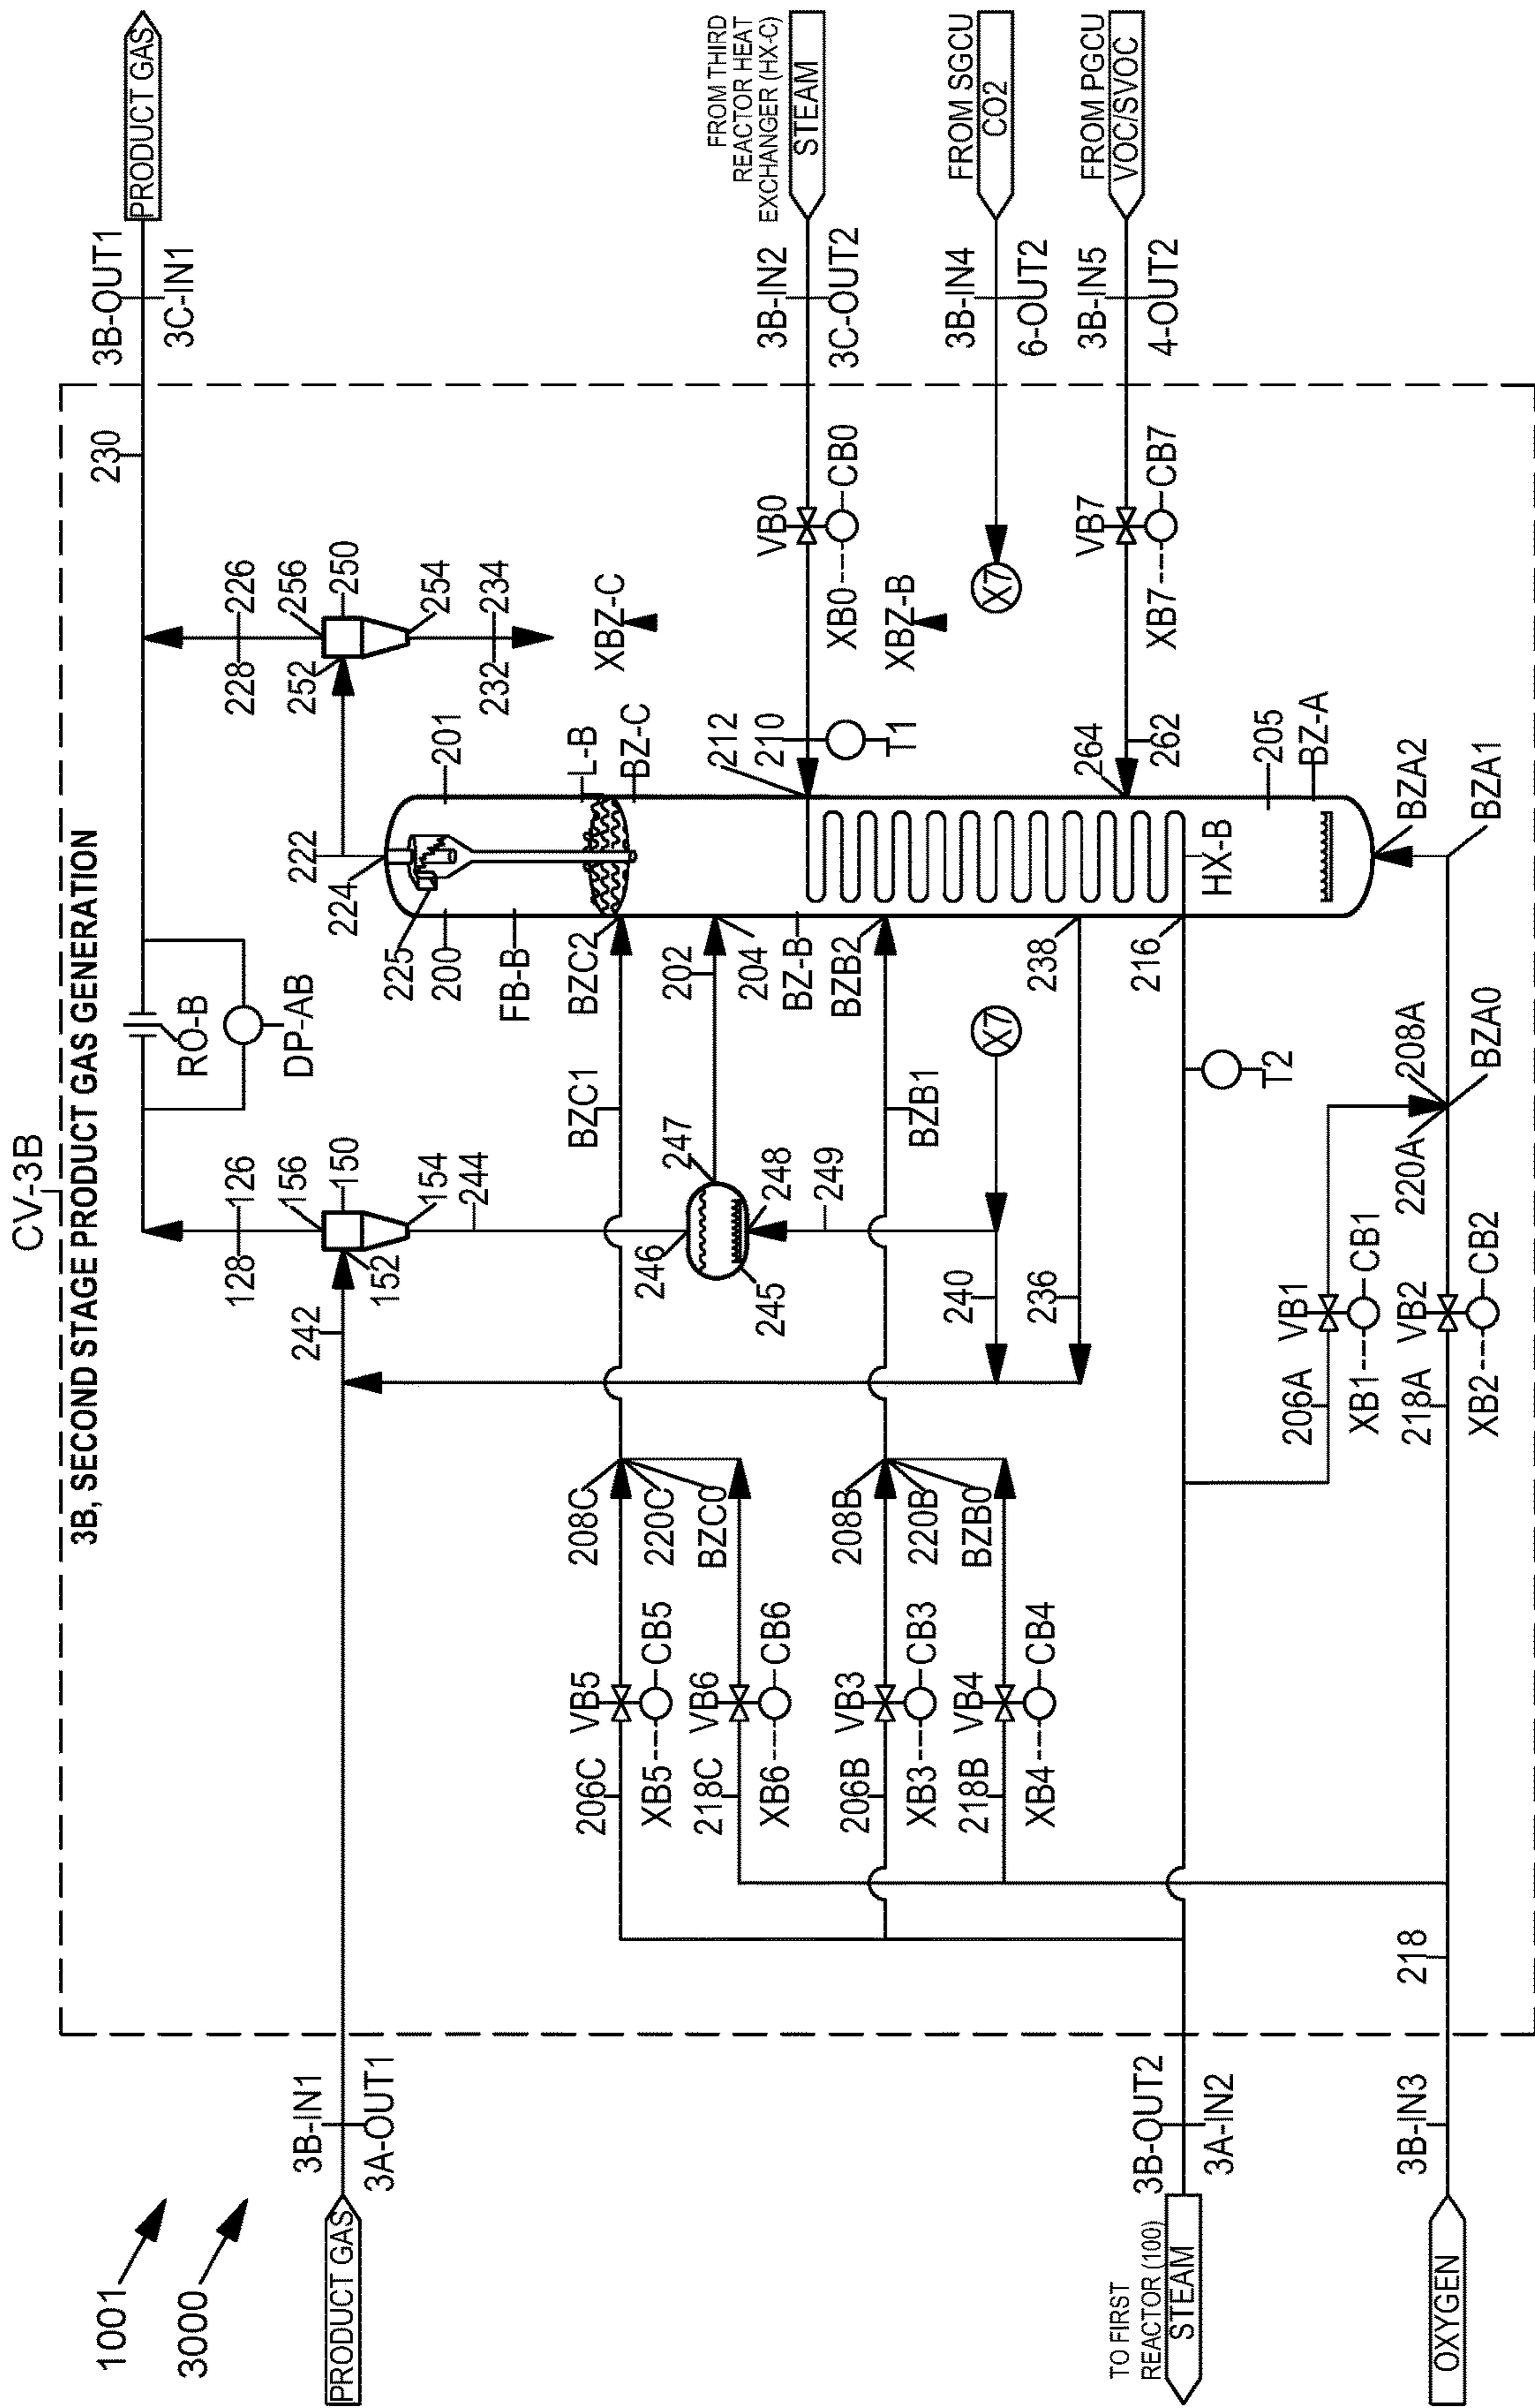 CV-3B
3B, SECOND STAGE PRODUCT GAS GENERATION
1001
3000
PRODUCT GAS
3B-IN1
3A-OUT1
TO FIRST
REACTOR (100)
STEAM
3B-OUT2
3A-IN2
OXYGEN
3B-IN3
218
242
128
126
156
150
152
154
244
RO-B
DP-AB
230
3B-OUT1
3C-IN1
PRODUCT GAS
228
226
256
250
252
254
232
234
222
224
225
200
201
FB-B
L-B
BZ-C
XBZ-C
BZC2
BZC1
208C
220C
BZC0
VB5
206C
XB5
CB5
VB6
218C
XB6
CB6
246
247
248
245
249
202
204
BZ-B
BZB2
BZB1
208B
220B
BZB0
VB3
206B
XB3
CB3
VB4
218B
XB4
CB4
240
236
X7
238
216
T2
HX-B
212
210
T1
264
262
205
BZ-A
BZA2
BZA1
BZA0
208A
220A
VB1
206A
XB1
CB1
VB2
218A
XB2
CB2
XBZ-B
VB0
XB0
CB0
3B-IN2
3C-OUT2
FROM THIRD
REACTOR HEAT
EXCHANGER (HX-C)
STEAM
X7
3B-IN4
6-OUT2
FROM SGCU
CO2
VB7
XB7
CB7
3B-IN5
4-OUT2
FROM PGCU
VOC/SVOC